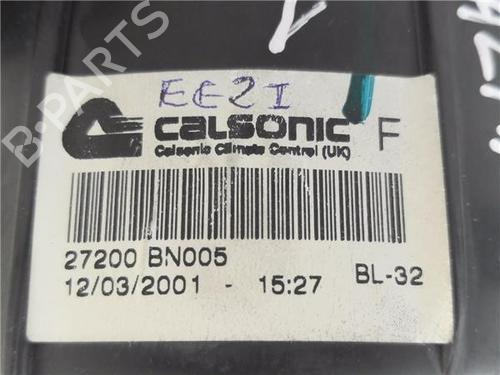 EE2I
CALSONIC F
Calsonic Climate Control (UK)
27200 BN005
12/03/2001 - 15:27 BL-32
B-PARTS